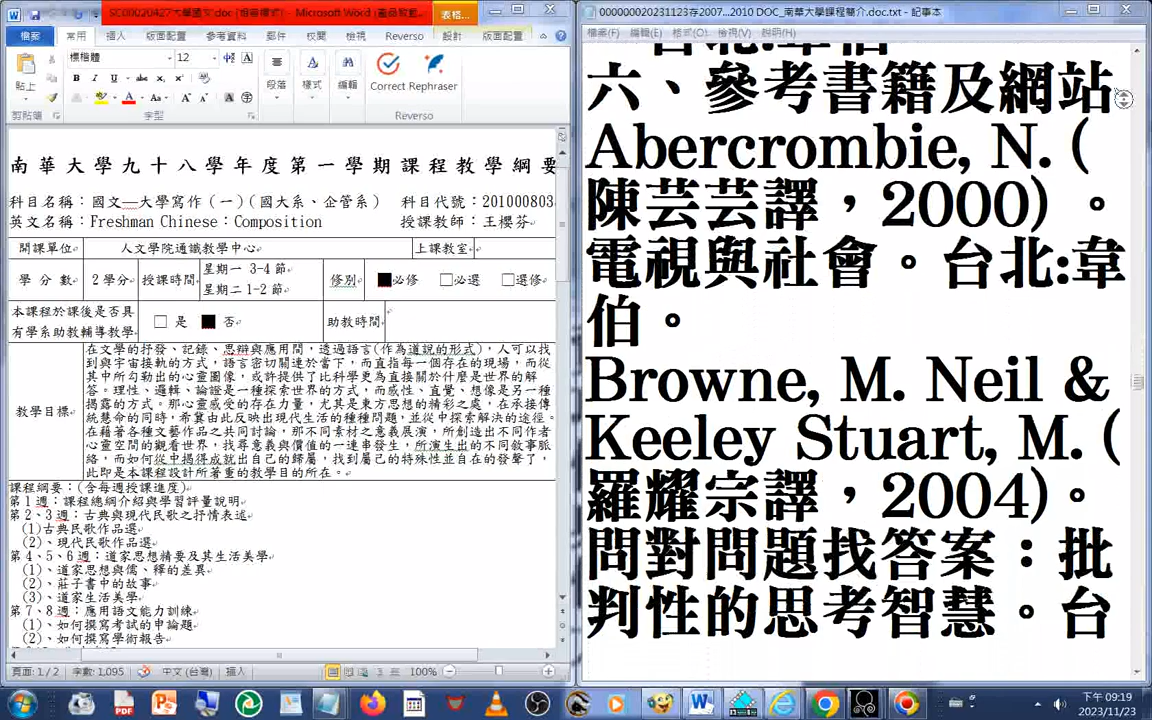 SC00020427大學國文.doc [相容模式] - Microsoft Word (產品啟動...
表格...
檔案
常用
插入
版面配置
參考資料
郵件
校閱
檢視
Reverso
設計
版面配置
標楷體
12
貼上
段落
樣式
編輯
Correct
Rephraser
剪貼簿
字型
Reverso
南華大學九十八學年度第一學期課程教學綱要
科目名稱：國文—大學寫作(一)(國大系、企管系)
科目代號：201000803
英文名稱：Freshman Chinese：Composition
授課教師：王櫻芬
開課單位
人文學院通識教學中心
上課教室
學 分 數
2學分
授課時間
星期一 3-4節
星期二1-2節
修別
■必修
□必選
□選修
本課程於課後是否具
有學系助教輔導教學
□ 是
■ 否
助教時間
教學目標
在文學的抒發、記錄、思辯與應用間，透過語言(作為道說的形式)，人可以找
到與宇宙接軌的方式，語言密切關連於當下，而直指每一個存在的現場，而從
其中所勾勒出的心靈圖像，或許提供了比科學更為直接關於什麼是世界的解
答。理性、邏輯、論證是一種探索世界的方式，而感性、直覺、想像是另一種
揭露的方式。那心靈感受的存在力量，尤其是東方思想的精彩之處，在承接傳
統慧命的同時，希冀由此反映出現代生活的種種問題，並從中探索解決的途徑。
在藉著各種文藝作品之共同討論，那不同素材之意義展演，所創造出不同作者
心靈空間的觀看世界，找尋意義與價值的一連串發生，所演生出的不同敘事脈
絡，而如何從中揭得成就出自己的歸屬，找到屬己的特殊性並自在的發聲了，
此即是本課程設計所著重的教學目的所在。
課程綱要：(含每週授課進度)
第1週：課程總綱介紹與學習評量說明
第2、3週：古典與現代民歌之抒情表述
(1)古典民歌作品選
(2)、現代民歌作品選
第4、5、6週：道家思想精要及其生活美學
(1)、道家思想與儒、釋的差異
(2)、莊子書中的故事
(3)、道家生活美學
第7、8週：應用語文能力訓練
(1)、如何撰寫考試的申論題
(2)、如何撰寫學術報告
頁面：1/2
字數：1,095
中文(台灣)
插入
100%
000000020231123存2007...2010 DOC_南華大學課程簡介.doc.txt - 記事本
檔案(F)
編輯(E)
格式(O)
檢視(V)
說明(H)
台北:韋伯
六、參考書籍及網站
Abercrombie, N. (
陳芸芸譯，2000) 。
電視與社會。台北:韋
伯。
Browne, M. Neil &
Keeley Stuart, M. (
羅耀宗譯，2004)。
問對問題找答案：批
判性的思考智慧。台
下午 09:19
2023/11/23